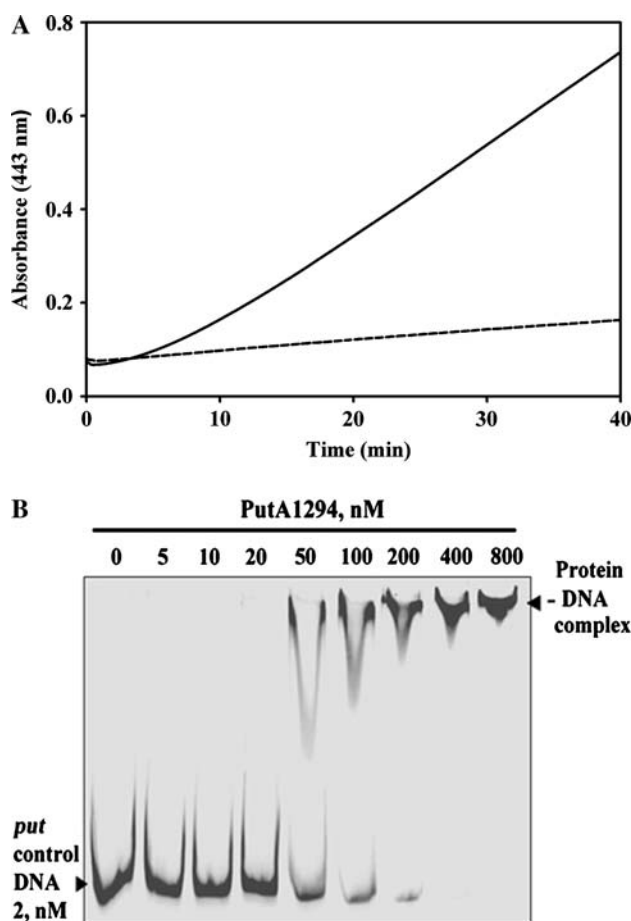 A
0.8
0.6
0.4
0.2
0.0
Absorbance (443 nm)
0 10 20 30 40
Time (min)
B
PutA1294, nM
0 5 10 20 50 100 200 400 800
Protein
- DNA
complex
put
control
DNA
2, nM